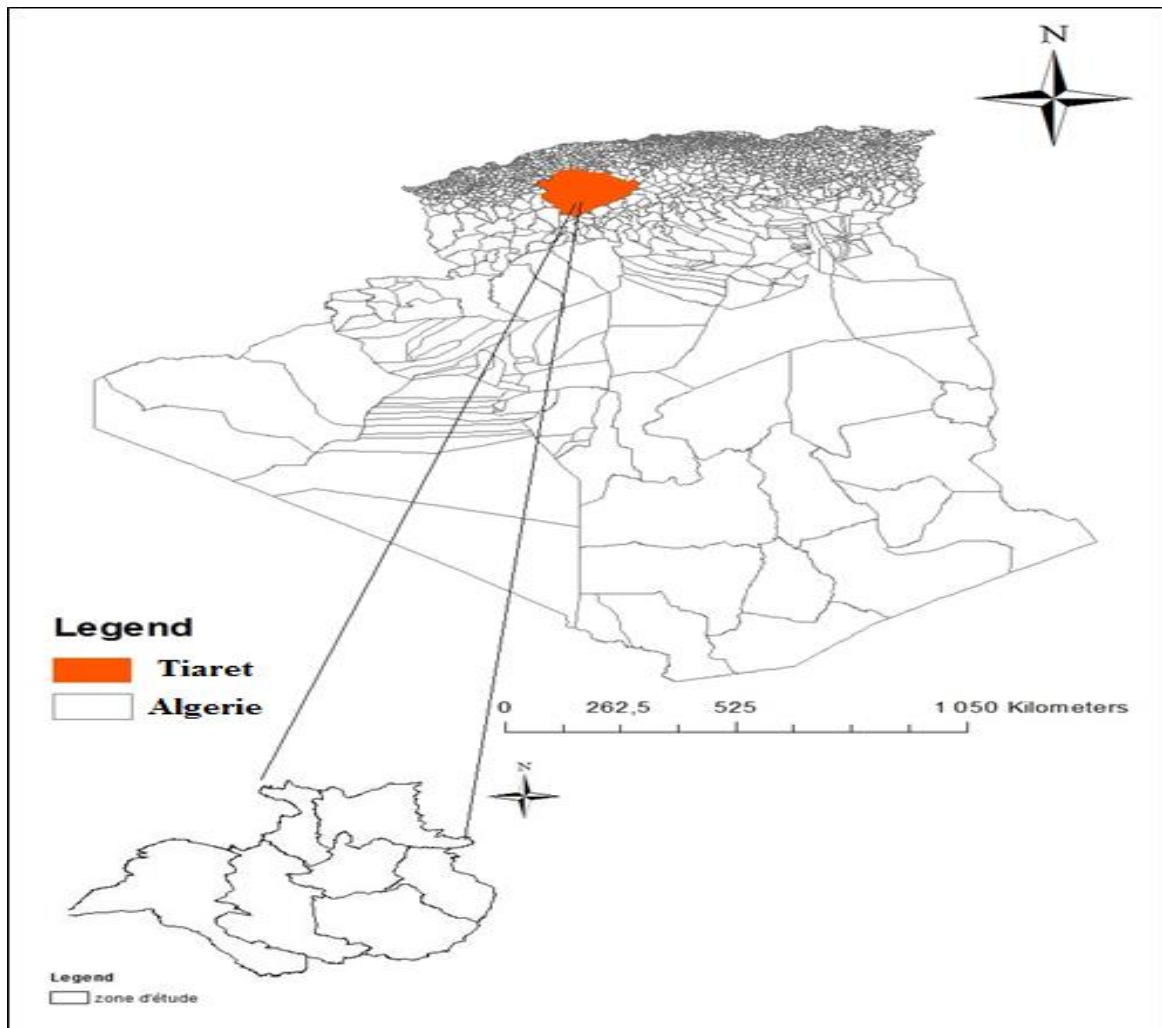 N
Legend
Tiaret
Algerie
0 262,5 525 1 050 Kilometers
N
Legend
zone d'étude